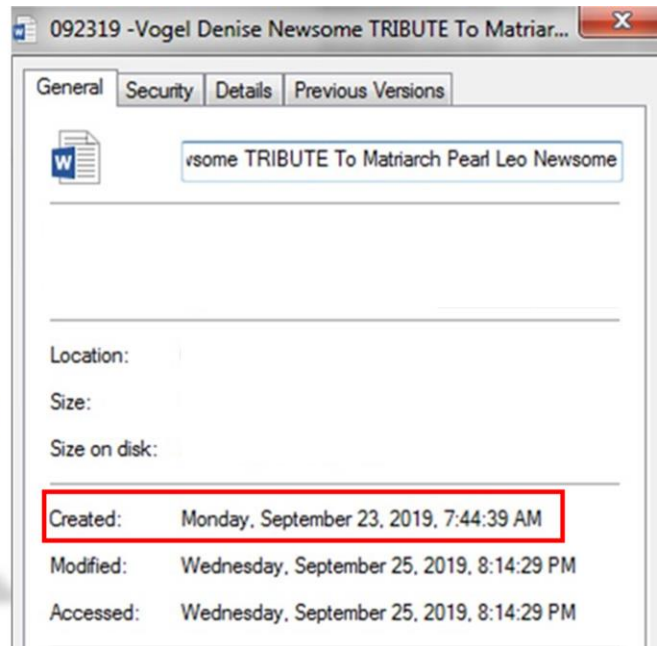 092319 -Vogel Denise Newsome TRIBUTE To Matriar...
General Security Details Previous Versions
wsome TRIBUTE To Matriarch Pearl Leo Newsome
Location:
Size:
Size on disk:
Created: Monday, September 23, 2019, 7:44:39 AM
Modified: Wednesday, September 25, 2019, 8:14:29 PM
Accessed: Wednesday, September 25, 2019, 8:14:29 PM